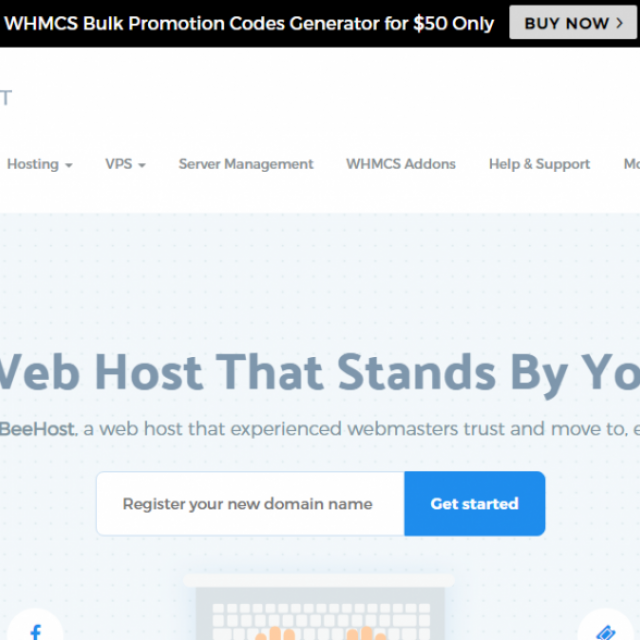 WHMCS Bulk Promotion Codes Generator for $50 Only BUY NOW >
T
Hosting VPS Server Management WHMCS Addons Help & Support Mo
Web Host That Stands By Yo
BeeHost, a web host that experienced webmasters trust and move to, e
Register your new domain name Get started